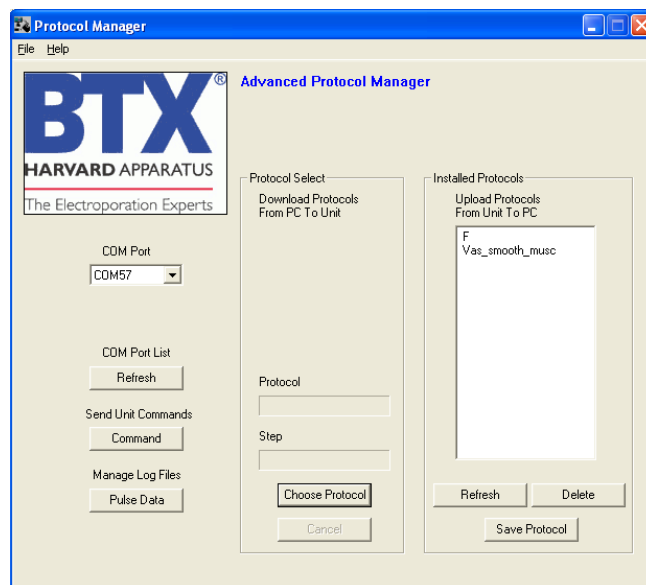 Protocol Manager
File Help
BTX®
HARVARD APPARATUS
The Electroporation Experts
Advanced Protocol Manager
COM Port
COM57
COM Port List
Refresh
Send Unit Commands
Command
Manage Log Files
Pulse Data
Protocol Select
Download Protocols
From PC To Unit
Protocol
Step
Choose Protocol
Cancel
Installed Protocols
Upload Protocols
From Unit To PC
F
Vas_smooth_musc
Refresh Delete
Save Protocol